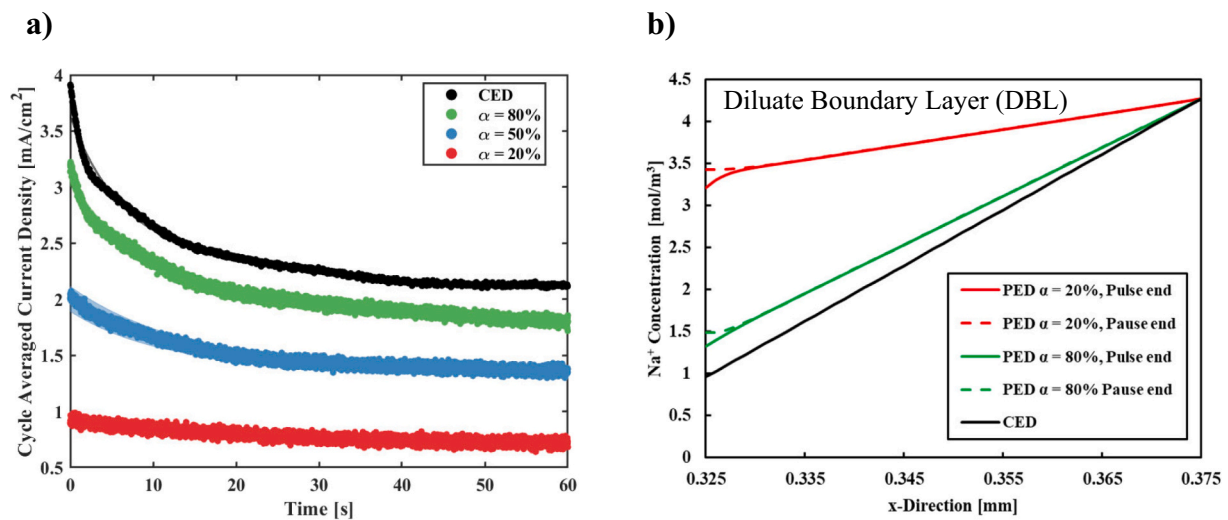 a)
4
3.5
3
2.5
2
1.5
1
0.5
Cycle Averaged Current Density [mA/cm²]
CED
α = 80%
α = 50%
α = 20%
0 10 20 30 40 50 60
Time [s]
b)
4.5
4
3.5
3
2.5
2
1.5
1
0.5
0
Na⁺ Concentration [mol/m³]
Diluate Boundary Layer (DBL)
PED α = 20%, Pulse end
PED α = 20%, Pause end
PED α = 80%, Pulse end
PED α = 80% Pause end
CED
0.325 0.335 0.345 0.355 0.365 0.375
x-Direction [mm]